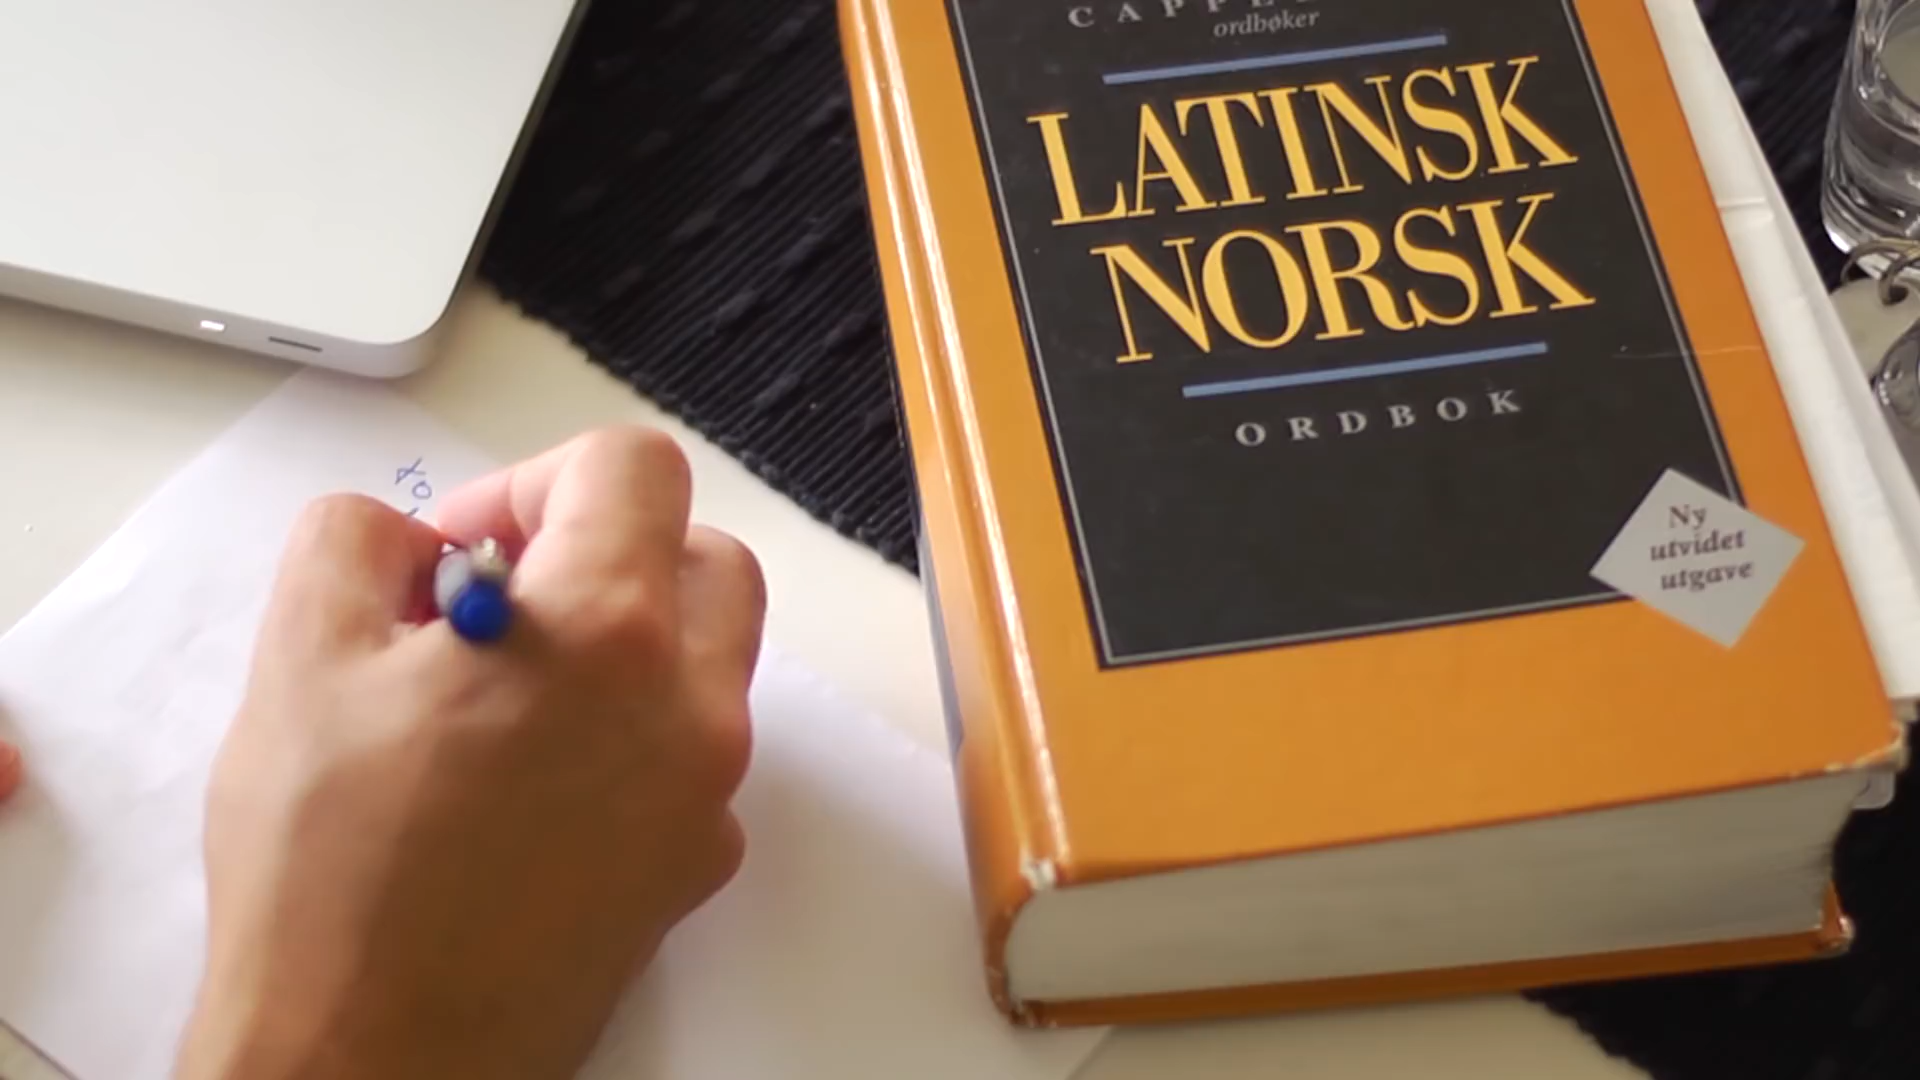 ordbøker
LATINSK
NORSK
ORDBOK
Ny
utvidet
utgave